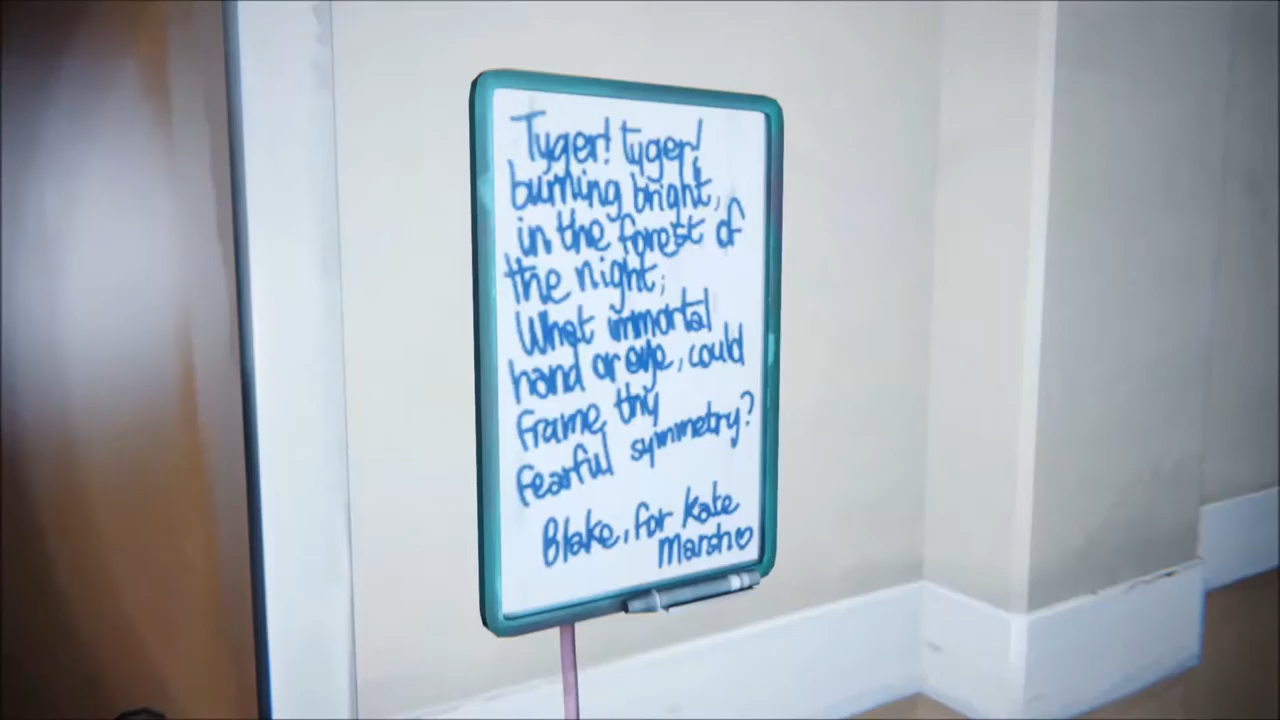 Tyger! tyger!
burning bright,
in the forest of
the night;
What immortal
hand or eye, could
frame thy
fearful symmetry?
Blake, for Kate
Marsh♡